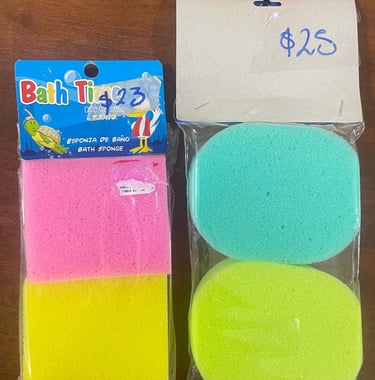 Bath Ti
$23
ESPONJA DE BAÑO
BATH SPONGE
$25